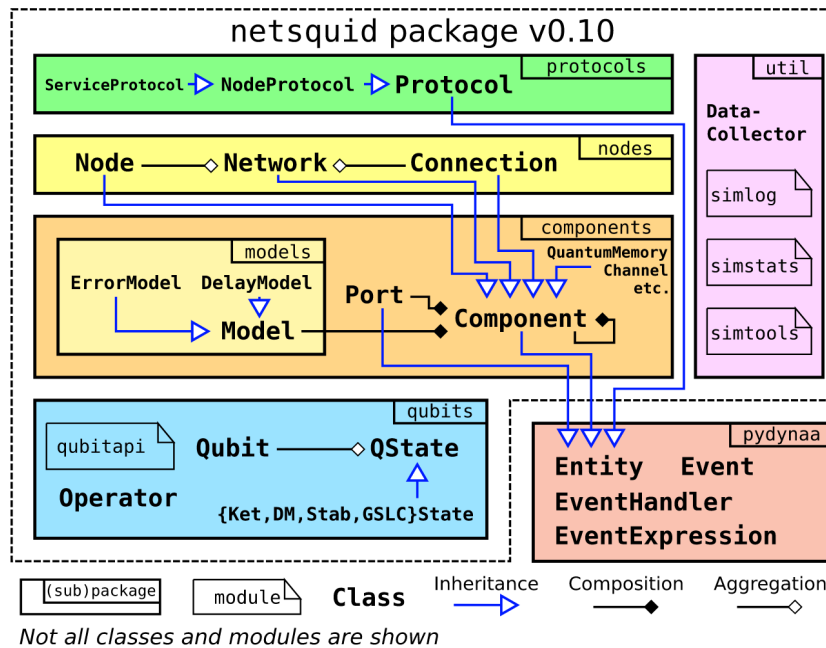 netsquid package v0.10
protocols
ServiceProtocol
NodeProtocol
Protocol
util
Data-
Collector
simlog
simstats
simtools
nodes
Node
Network
Connection
components
models
ErrorModel
DelayModel
Model
Port
QuantumMemory
Channel
etc.
Component
qubits
qubitapi
Qubit
QState
Operator
{Ket,DM,Stab,GSLC}State
pydynaa
Entity
Event
EventHandler
EventExpression
(sub)package
module
Class
Inheritance
Composition
Aggregation
Not all classes and modules are shown